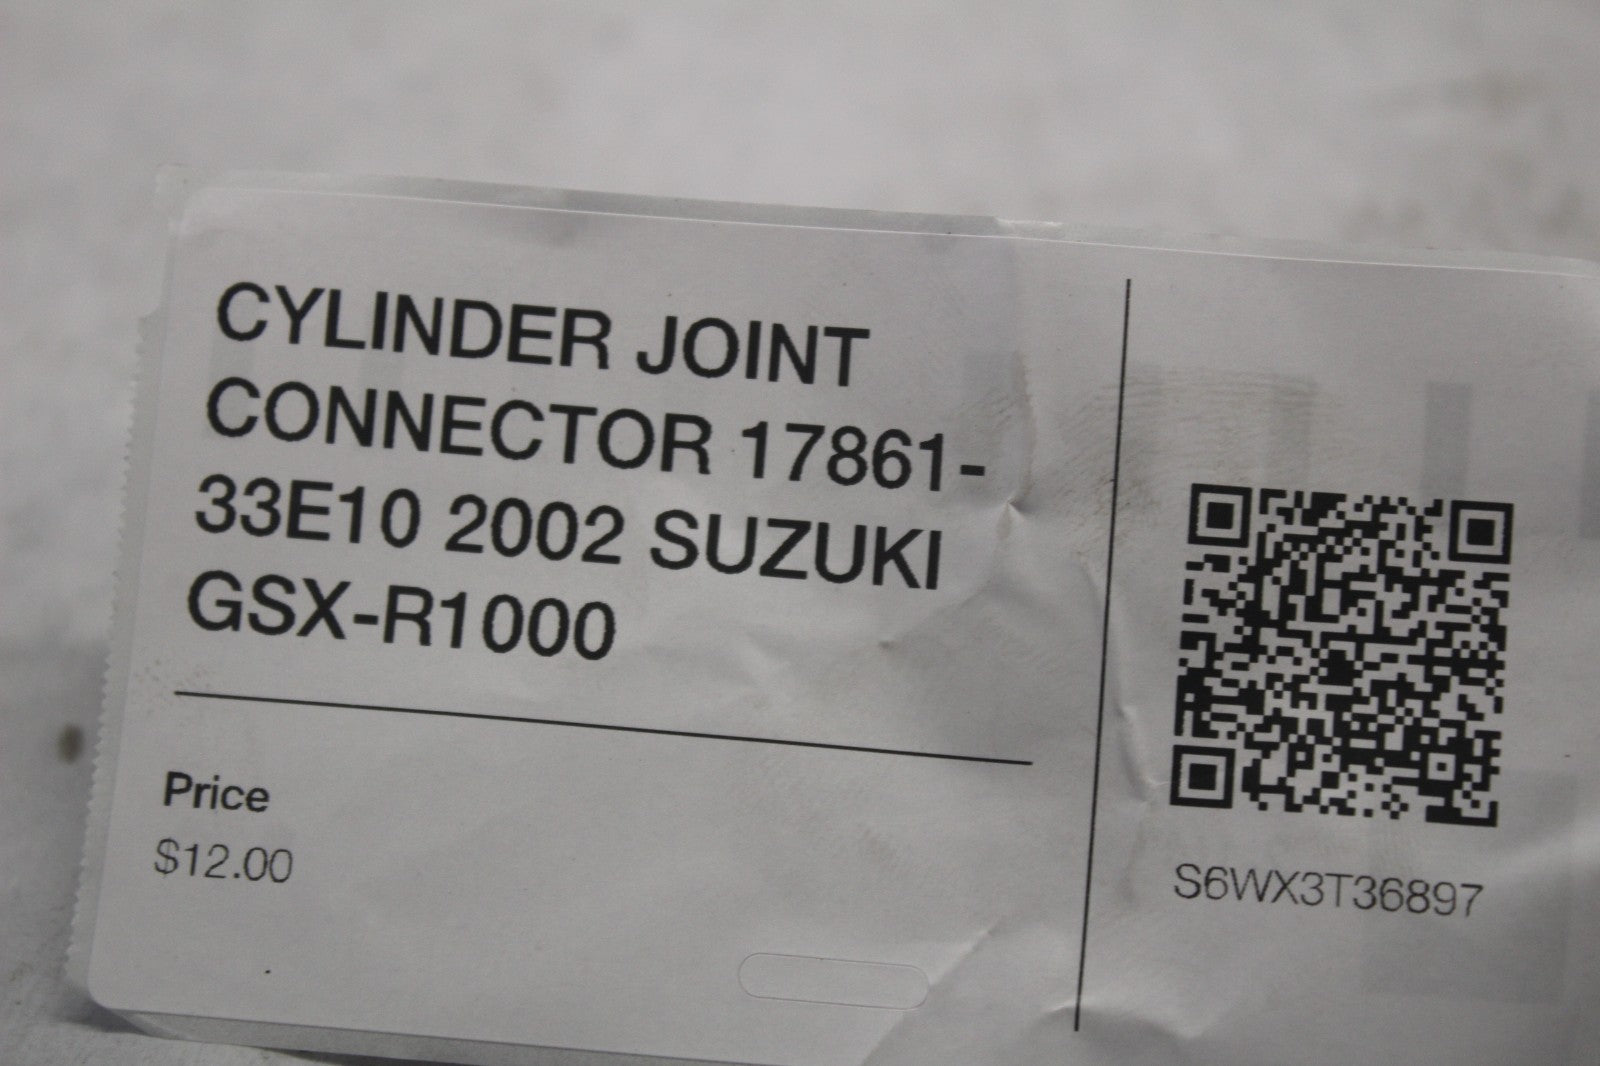 CYLINDER JOINT
CONNECTOR 17861-
33E10 2002 SUZUKI
GSX-R1000
Price
$12.00
S6WX3T36897